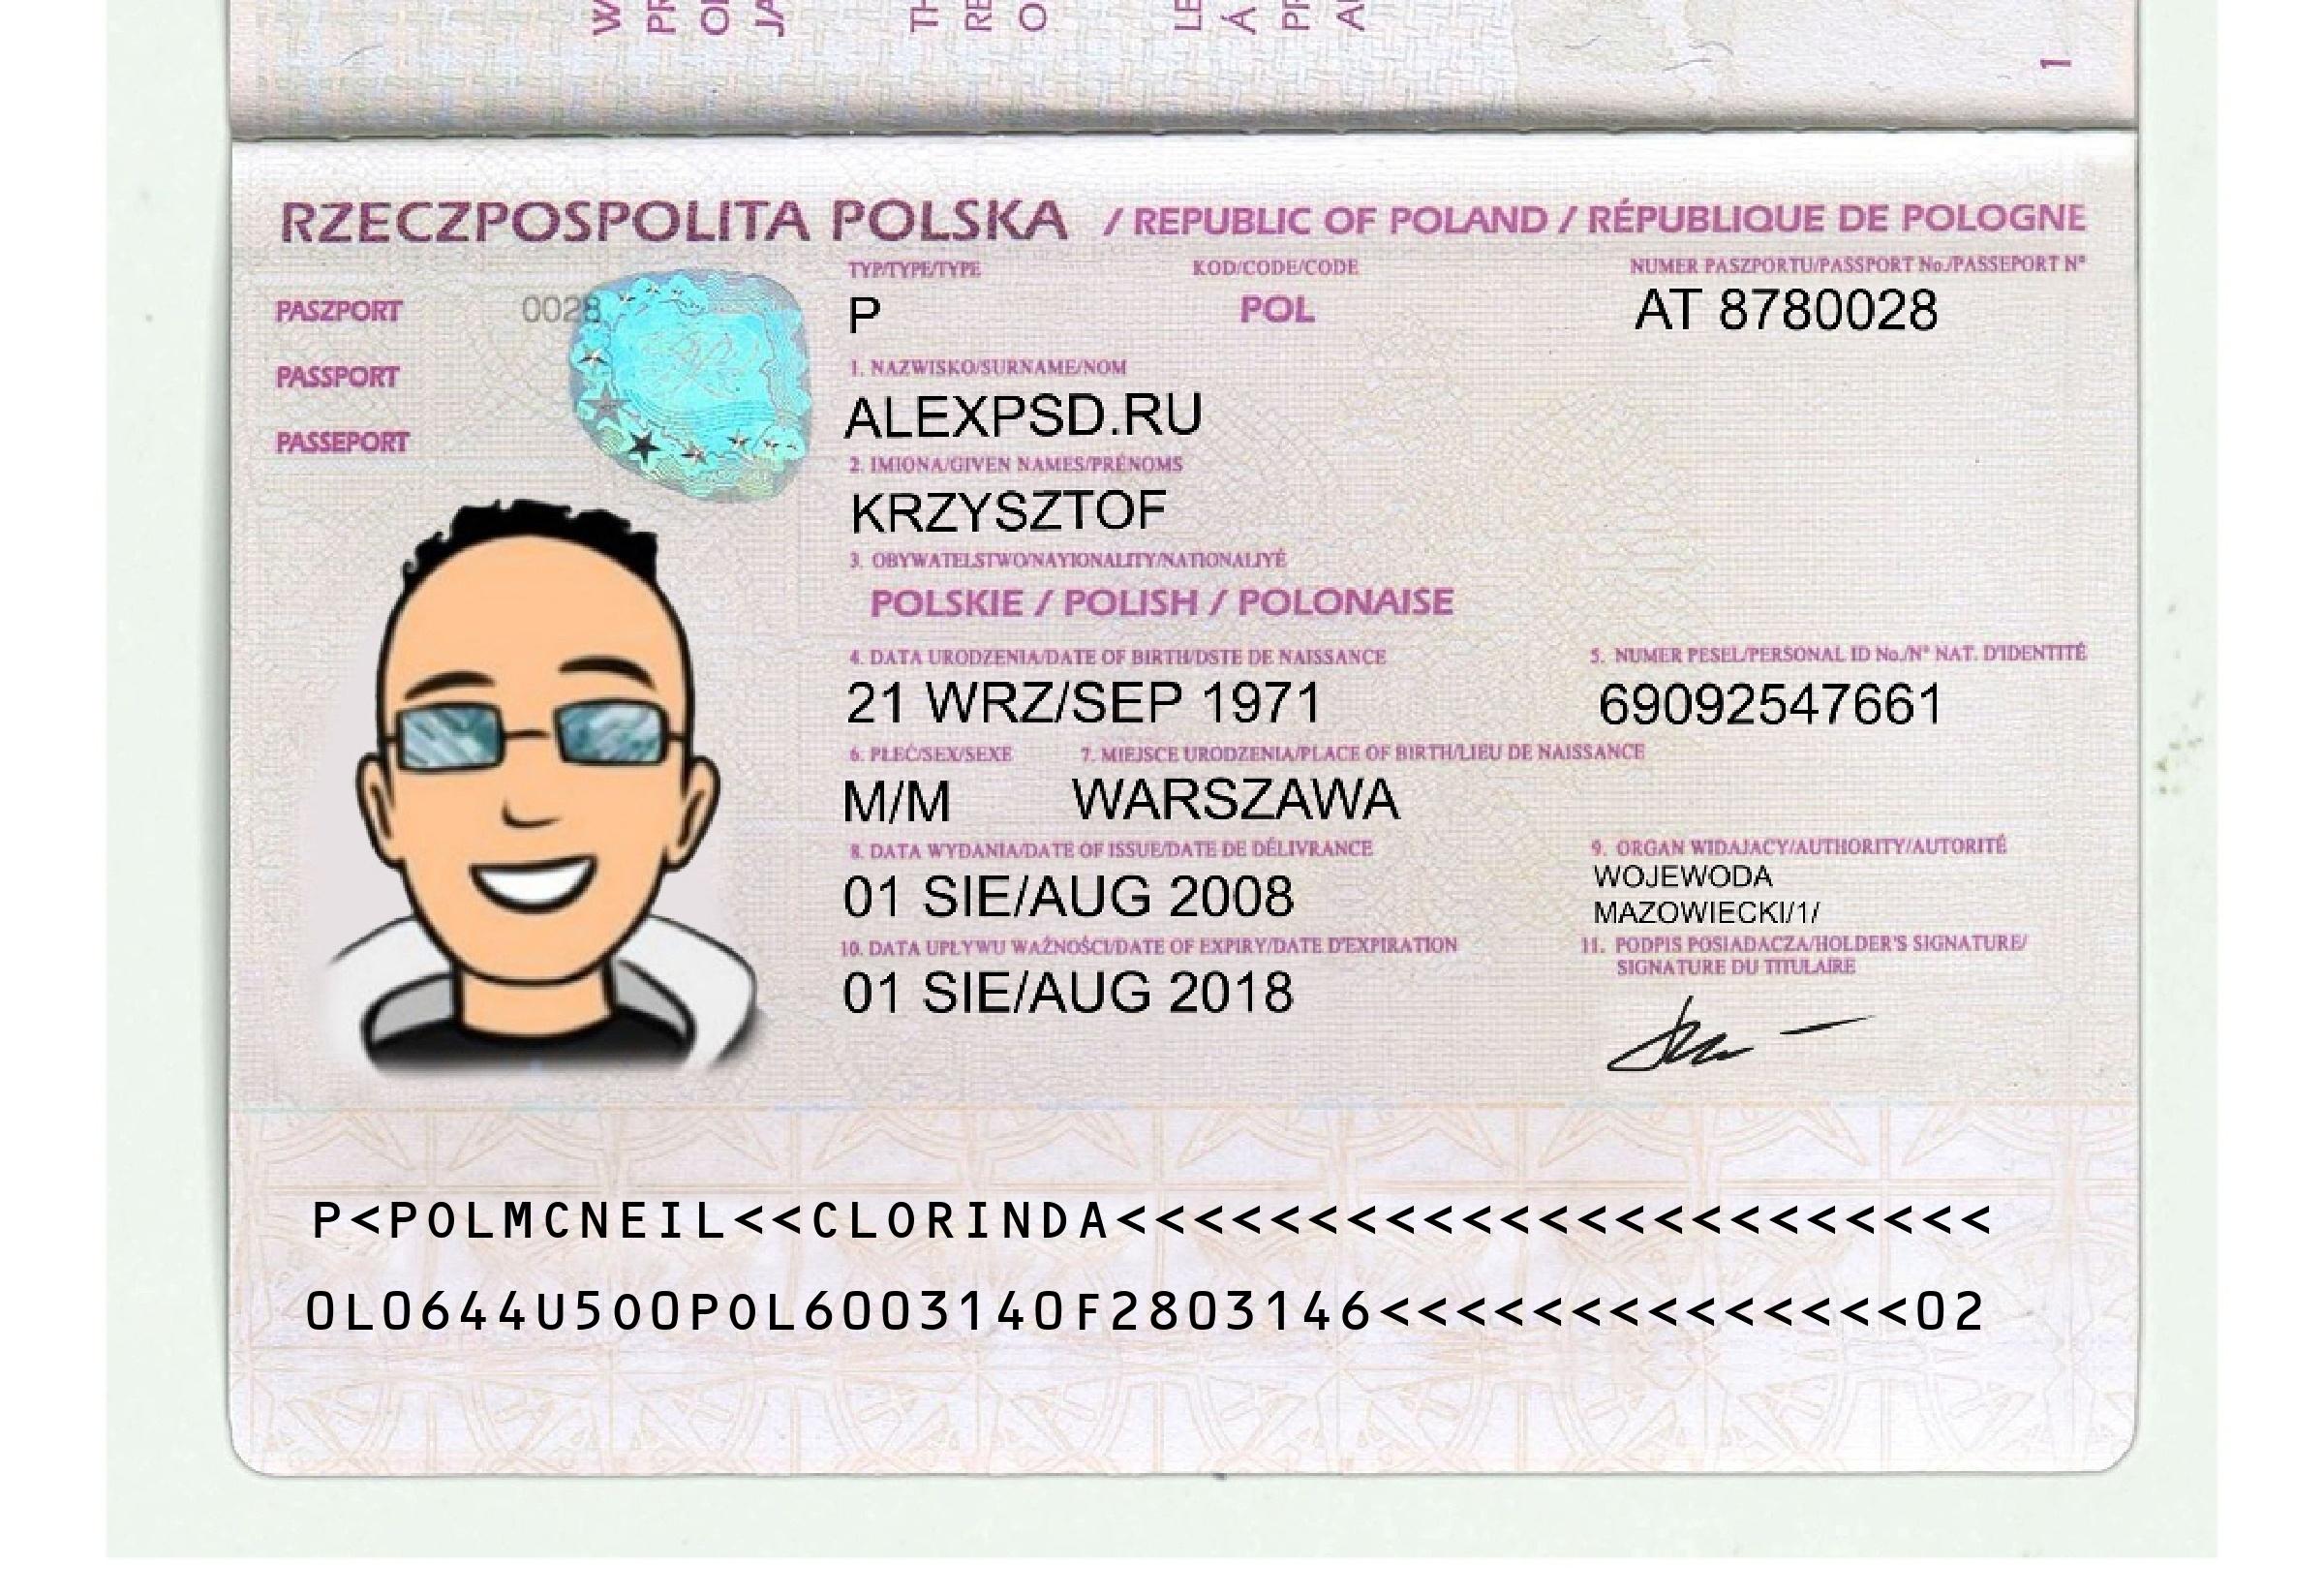 1
RZECZPOSPOLITA POLSKA / REPUBLIC OF POLAND / RÉPUBLIQUE DE POLOGNE
TYP/TYPE/TYPE KOD/CODE/CODE NUMER PASZPORTU/PASSPORT No./PASSEPORT N°
PASZPORT 0028 P POL AT 8780028
PASSPORT
PASSEPORT
1. NAZWISKO/SURNAME/NOM
ALEXPSD.RU
2. IMIONA/GIVEN NAMES/PRÉNOMS
KRZYSZTOF
3. OBYWATELSTWO/NAYIONALITY/NATIONALIYÉ
POLSKIE / POLISH / POLONAISE
4. DATA URODZENIA/DATE OF BIRTH/DSTE DE NAISSANCE 5. NUMER PESEL/PERSONAL ID No./N° NAT. D'IDENTITÉ
21 WRZ/SEP 1971 69092547661
6. PŁEĆ/SEX/SEXE 7. MIEJSCE URODZENIA/PLACE OF BIRTH/LIEU DE NAISSANCE
M/M WARSZAWA
8. DATA WYDANIA/DATE OF ISSUE/DATE DE DÉLIVRANCE 9. ORGAN WIDAJACY/AUTHORITY/AUTORITÉ
01 SIE/AUG 2008 WOJEWODA
MAZOWIECKI/1/
10. DATA UPŁYWU WAŻNOŚCI/DATE OF EXPIRY/DATE D'EXPIRATION 11. PODPIS POSIADACZA/HOLDER'S SIGNATURE/
SIGNATURE DU TITULAIRE
01 SIE/AUG 2018
P<POLMCNEIL<<CLORINDA<<<<<<<<<<<<<<<<<<<<<<<
0L0644U500POL6003140F2803146<<<<<<<<<<<<<<02